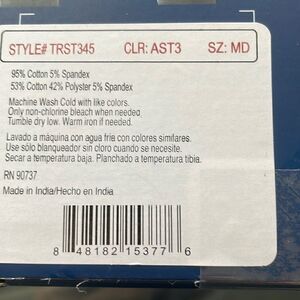 STYLE# TRST345 CLR: AST3 SZ: MD
95% Cotton 5% Spandex
53% Cotton 42% Polyster 5% Spandex
Machine Wash Cold with like colors.
Only non-chlorine bleach when needed.
Tumble dry low. Warm iron if needed.
Lavado a máquina con agua fria con colores similares.
Use sólo blanqueador sin cloro cuando se necesite.
Secar a temperatura baja. Planchado a temperatura tibia.
RN 90737
Made in India/Hecho en India
8 48182 15377 6